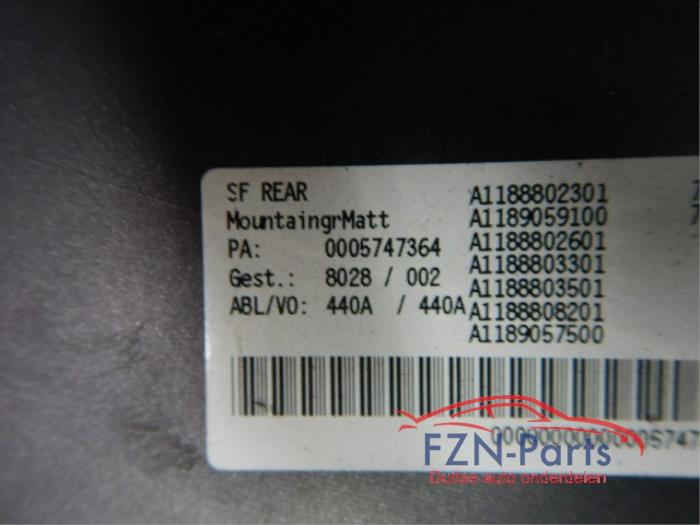 SF REAR
MountaingrMatt
PA: 0005747364
Gest.: 8028 / 002
ABL/VO: 440A / 440A
A1188802301
A1189059100
A1188802601
A1188803301
A1188803501
A1188808201
A1189057500
FZN-Parts
Duitse auto onderdelen